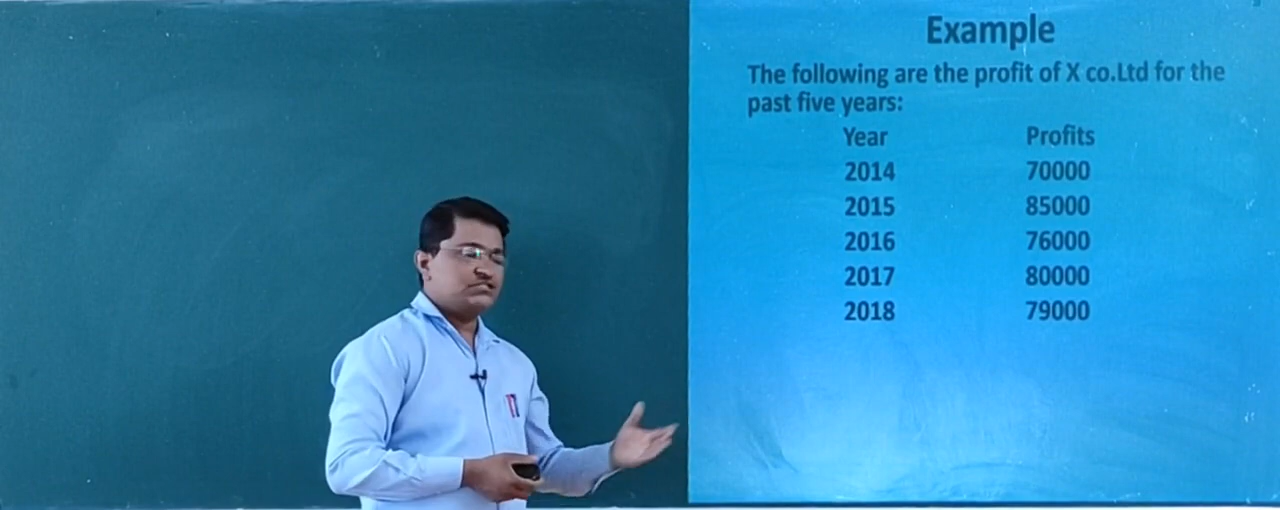 Example
The following are the profit of X co.Ltd for the
past five years:
Year Profits
2014 70000
2015 85000
2016 76000
2017 80000
2018 79000